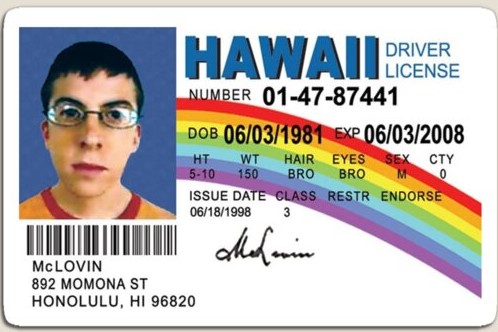 HAWAII DRIVER LICENSE
NUMBER 01-47-87441
DOB 06/03/1981 EXP 06/03/2008
HT WT HAIR EYES SEX CTY
5-10 150 BRO BRO M 0
ISSUE DATE CLASS RESTR ENDORSE
06/18/1998 3
McLovin
McLOVIN
892 MOMONA ST
HONOLULU, HI 96820